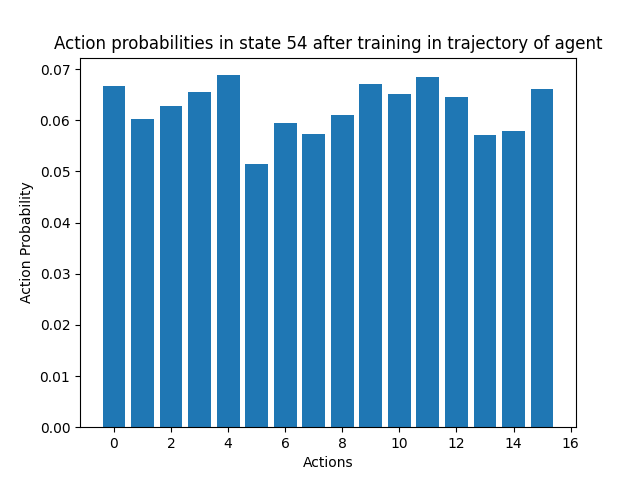 Action probabilities in state 54 after training in trajectory of agent
0.07
0.06
0.05
0.04
0.03
0.02
0.01
0.00
Action Probability
0 2 4 6 8 10 12 14 16
Actions